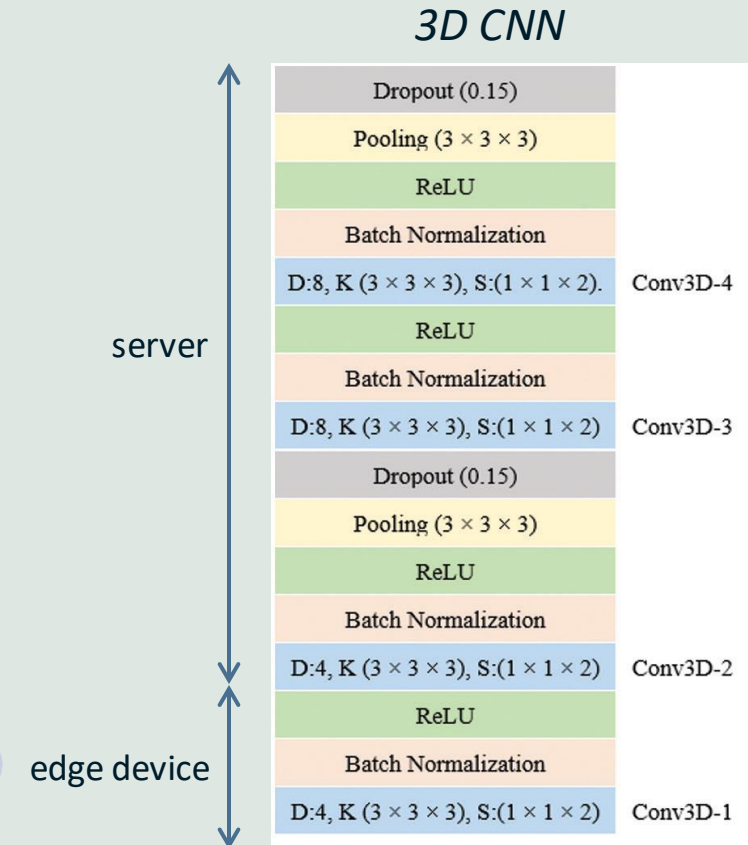 3D CNN
Dropout (0.15)
Pooling (3 × 3 × 3)
ReLU
Batch Normalization
D:8, K (3 × 3 × 3), S:(1 × 1 × 2). Conv3D-4
ReLU
server
Batch Normalization
D:8, K (3 × 3 × 3), S:(1 × 1 × 2) Conv3D-3
Dropout (0.15)
Pooling (3 × 3 × 3)
ReLU
Batch Normalization
D:4, K (3 × 3 × 3), S:(1 × 1 × 2) Conv3D-2
ReLU
edge device
Batch Normalization
D:4, K (3 × 3 × 3), S:(1 × 1 × 2) Conv3D-1